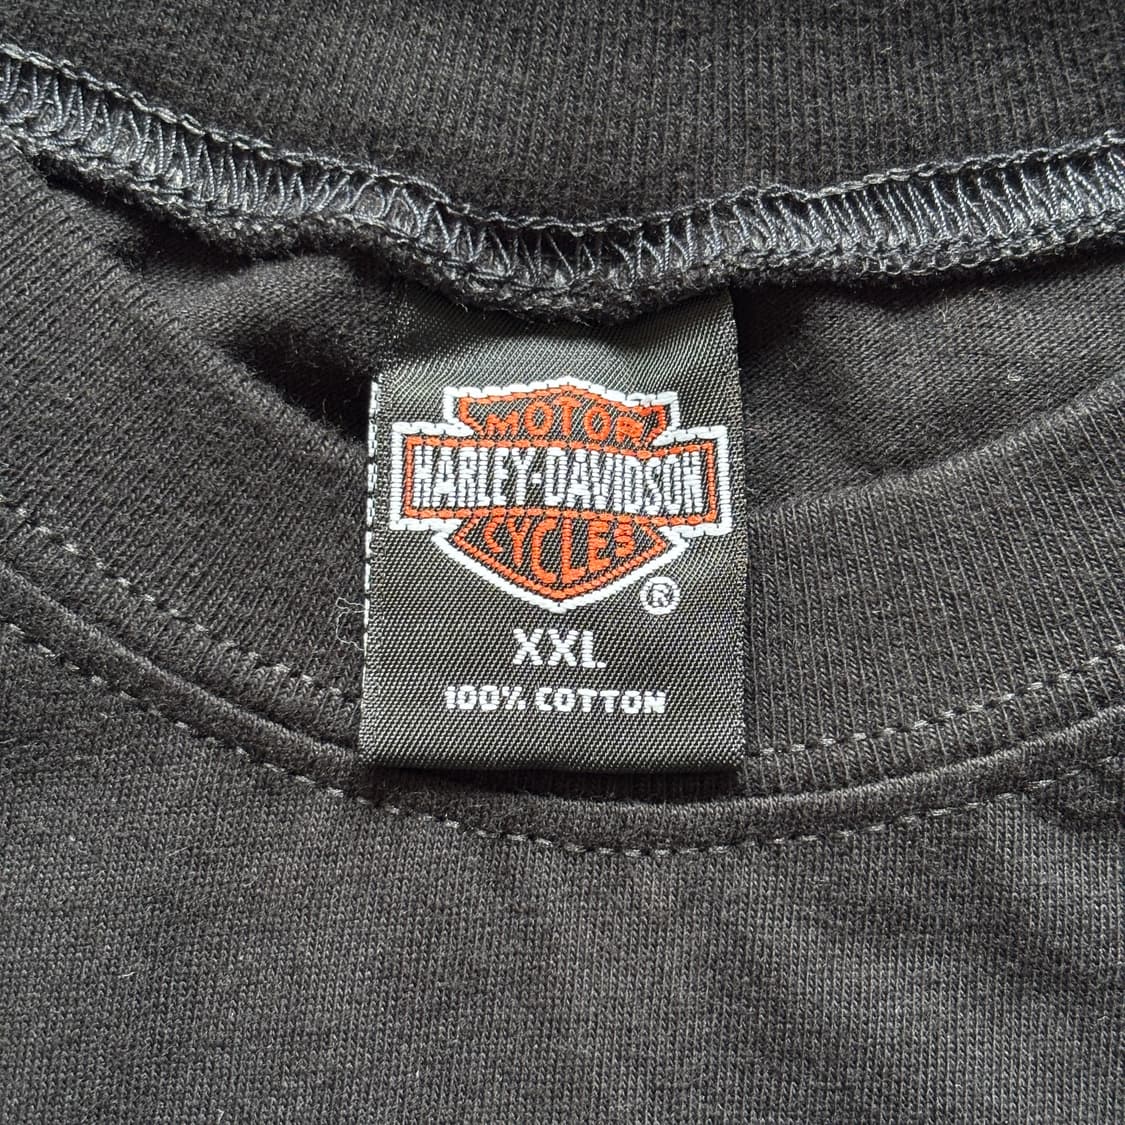 MOTOR
HARLEY-DAVIDSON
CYCLES
®
XXL
100% COTTON